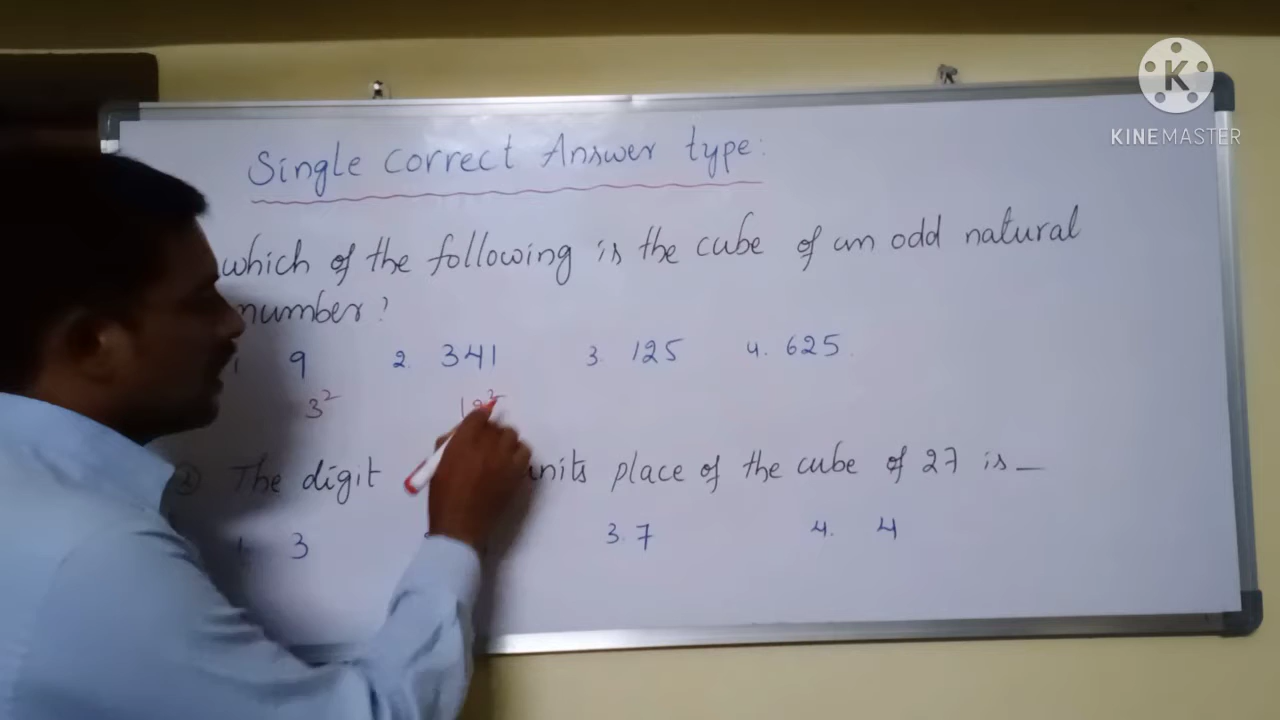 KINEMASTER
Single correct Answer type:
which of the following is the cube of an odd natural
number?
9 2. 341 3. 125 4. 625
3²
The digit units place of the cube of 27 is —
1. 3 3. 7 4. 4